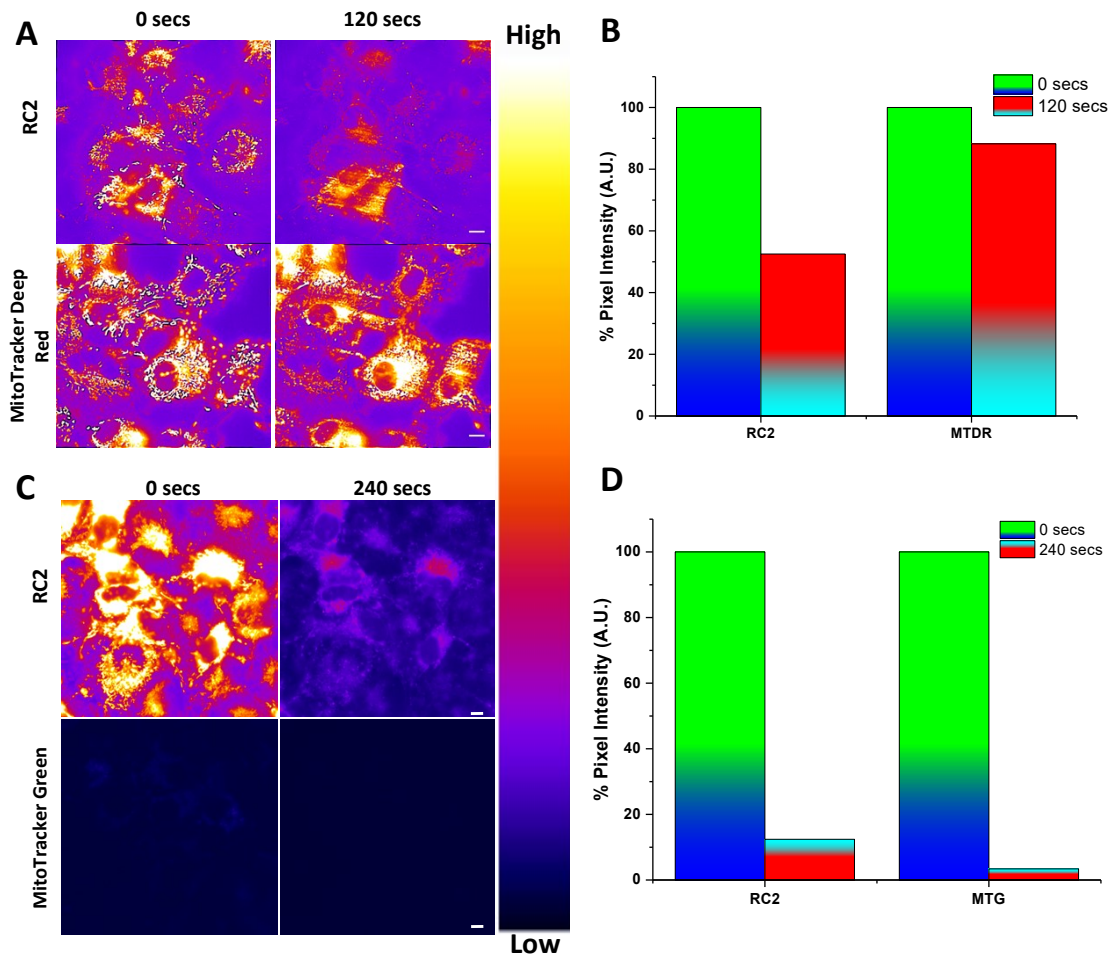 A
0 secs
120 secs
RC2
MitoTracker Deep
Red
High
Low
B
% Pixel Intensity (A.U.)
100
80
60
40
20
0
RC2
MTDR
0 secs
120 secs
C
0 secs
240 secs
RC2
MitoTracker Green
D
% Pixel Intensity (A.U.)
100
80
60
40
20
0
RC2
MTG
0 secs
240 secs